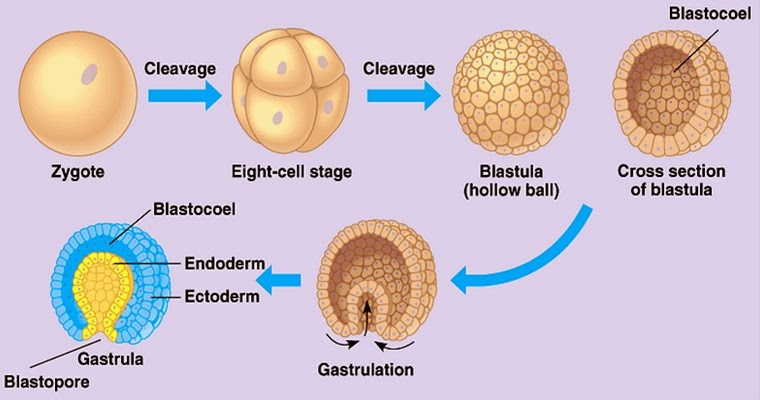 Blastocoel
Cleavage
Cleavage
Zygote
Eight-cell stage
Blastula
(hollow ball)
Cross section
of blastula
Blastocoel
Endoderm
Ectoderm
Gastrula
Blastopore
Gastrulation